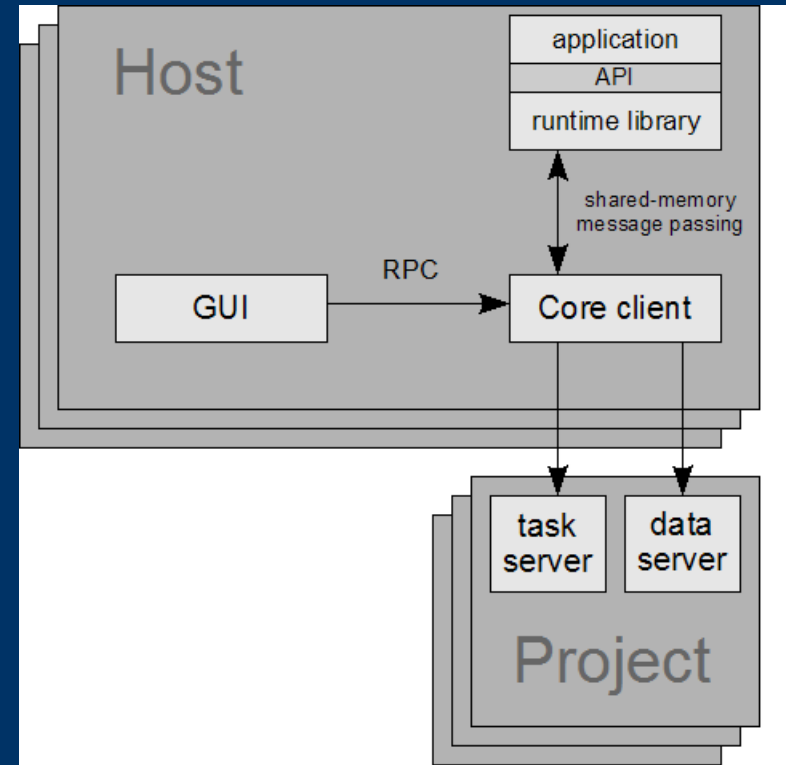 Host
application
API
runtime library
shared-memory
message passing
RPC
GUI
Core client
task
server
data
server
Project